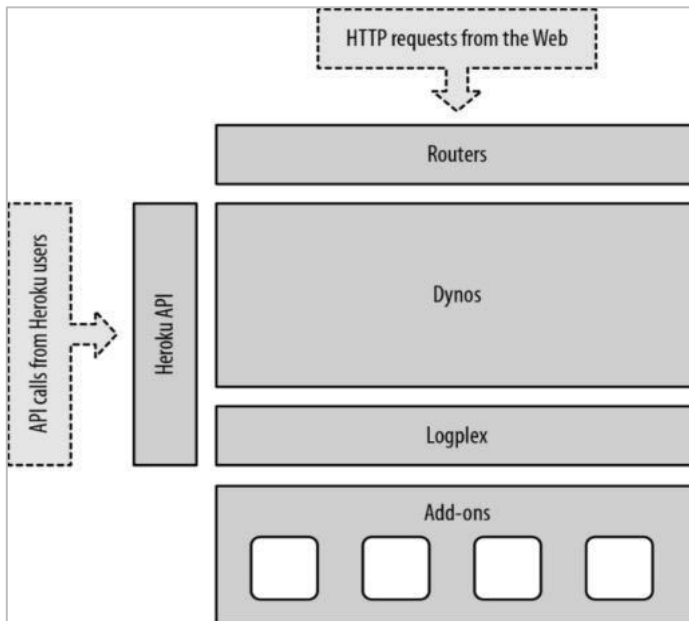 HTTP requests from the Web
Routers
API calls from Heroku users
Heroku API
Dynos
Logplex
Add-ons